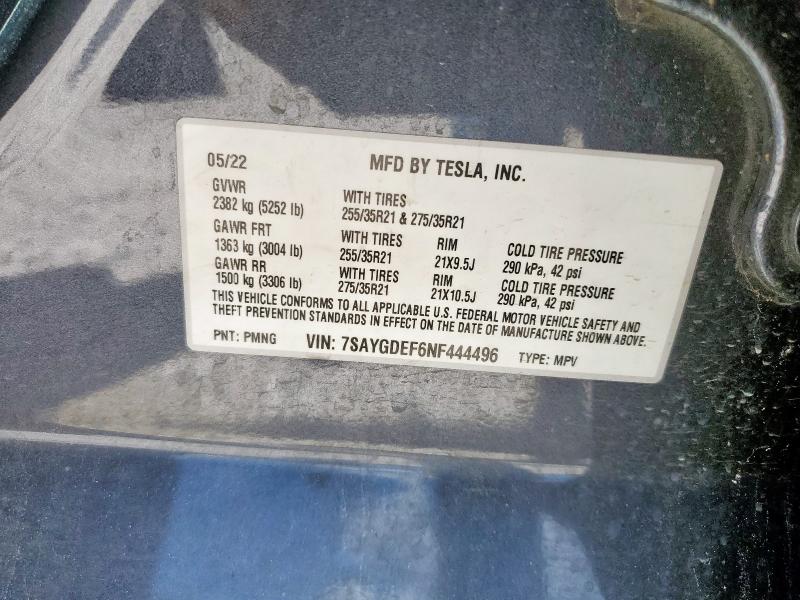 05/22 MFD BY TESLA, INC.
GVWR
2382 kg (5252 lb) WITH TIRES
255/35R21 & 275/35R21
GAWR FRT
1363 kg (3004 lb) WITH TIRES
255/35R21 RIM
21X9.5J COLD TIRE PRESSURE
290 kPa, 42 psi
GAWR RR
1500 kg (3306 lb) WITH TIRES
275/35R21 RIM
21X10.5J COLD TIRE PRESSURE
290 kPa, 42 psi
THIS VEHICLE CONFORMS TO ALL APPLICABLE U.S. FEDERAL MOTOR VEHICLE SAFETY AND
THEFT PREVENTION STANDARDS IN EFFECT ON THE DATE OF MANUFACTURE SHOWN ABOVE.
PNT: PMNG VIN: 7SAYGDEF6NF444496 TYPE: MPV